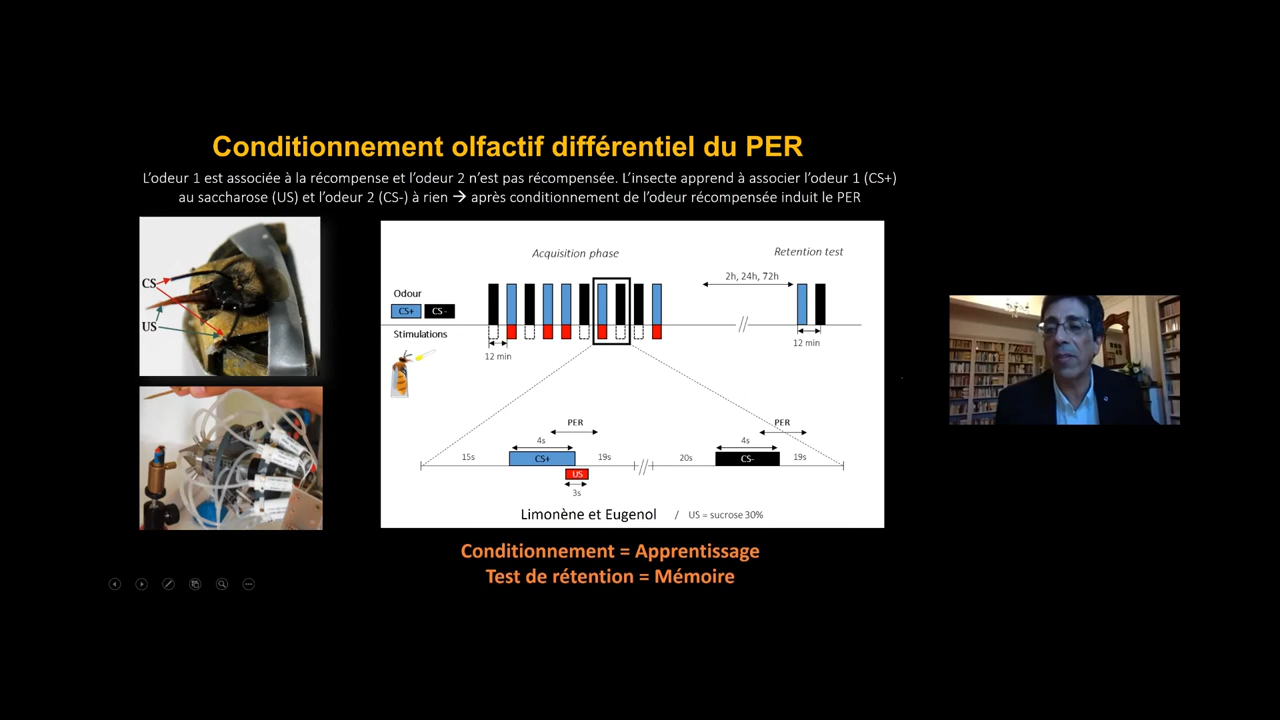 Conditionnement olfactif différentiel du PER
L'odeur 1 est associée à la récompense et l'odeur 2 n'est pas récompensée. L'insecte apprend à associer l'odeur 1 (CS+)
au saccharose (US) et l'odeur 2 (CS-) à rien → après conditionnement de l'odeur récompensée induit le PER
CS
US
Acquisition phase
Retention test
2h, 24h, 72h
Odour
CS+ CS -
Stimulations
12 min
12 min
PER
PER
4s
4s
15s
CS+
19s
20s
CS-
19s
US
3s
Limonène et Eugenol / US = sucrose 30%
Conditionnement = Apprentissage
Test de rétention = Mémoire